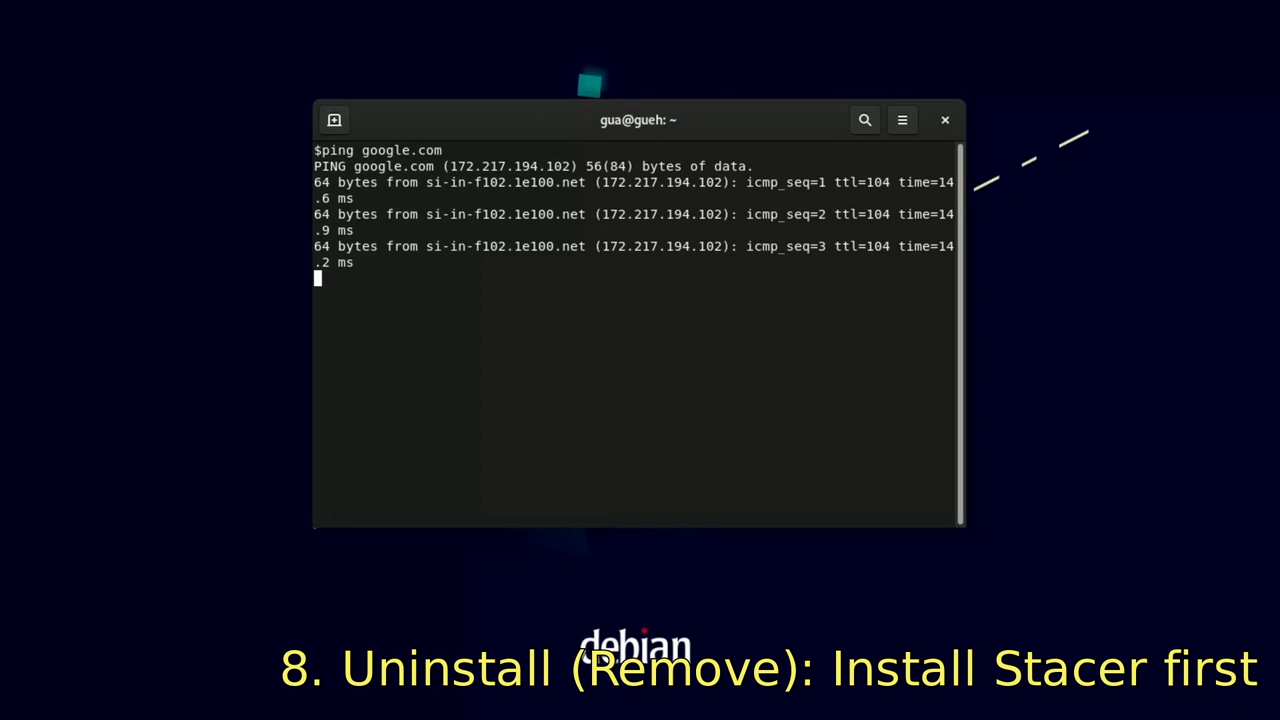 gua@gueh: ~
$ping google.com
PING google.com (172.217.194.102) 56(84) bytes of data.
64 bytes from si-in-f102.1e100.net (172.217.194.102): icmp_seq=1 ttl=104 time=14
.6 ms
64 bytes from si-in-f102.1e100.net (172.217.194.102): icmp_seq=2 ttl=104 time=14
.9 ms
64 bytes from si-in-f102.1e100.net (172.217.194.102): icmp_seq=3 ttl=104 time=14
.2 ms
debian
8. Uninstall (Remove): Install Stacer first